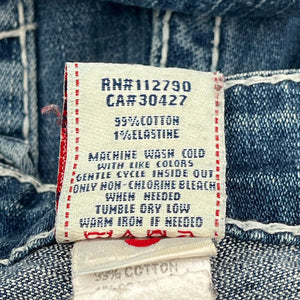 RN#112790
CA#30427
99%COTTON
1%ELASTINE
MACHINE WASH COLD
WITH LIKE COLORS
GENTLE CYCLE INSIDE OUT
ONLY NON-CHLORINE BLEACH
WHEN NEEDED
TUMBLE DRY LOW
WARM IRON IF NEEDED
99% COTTON